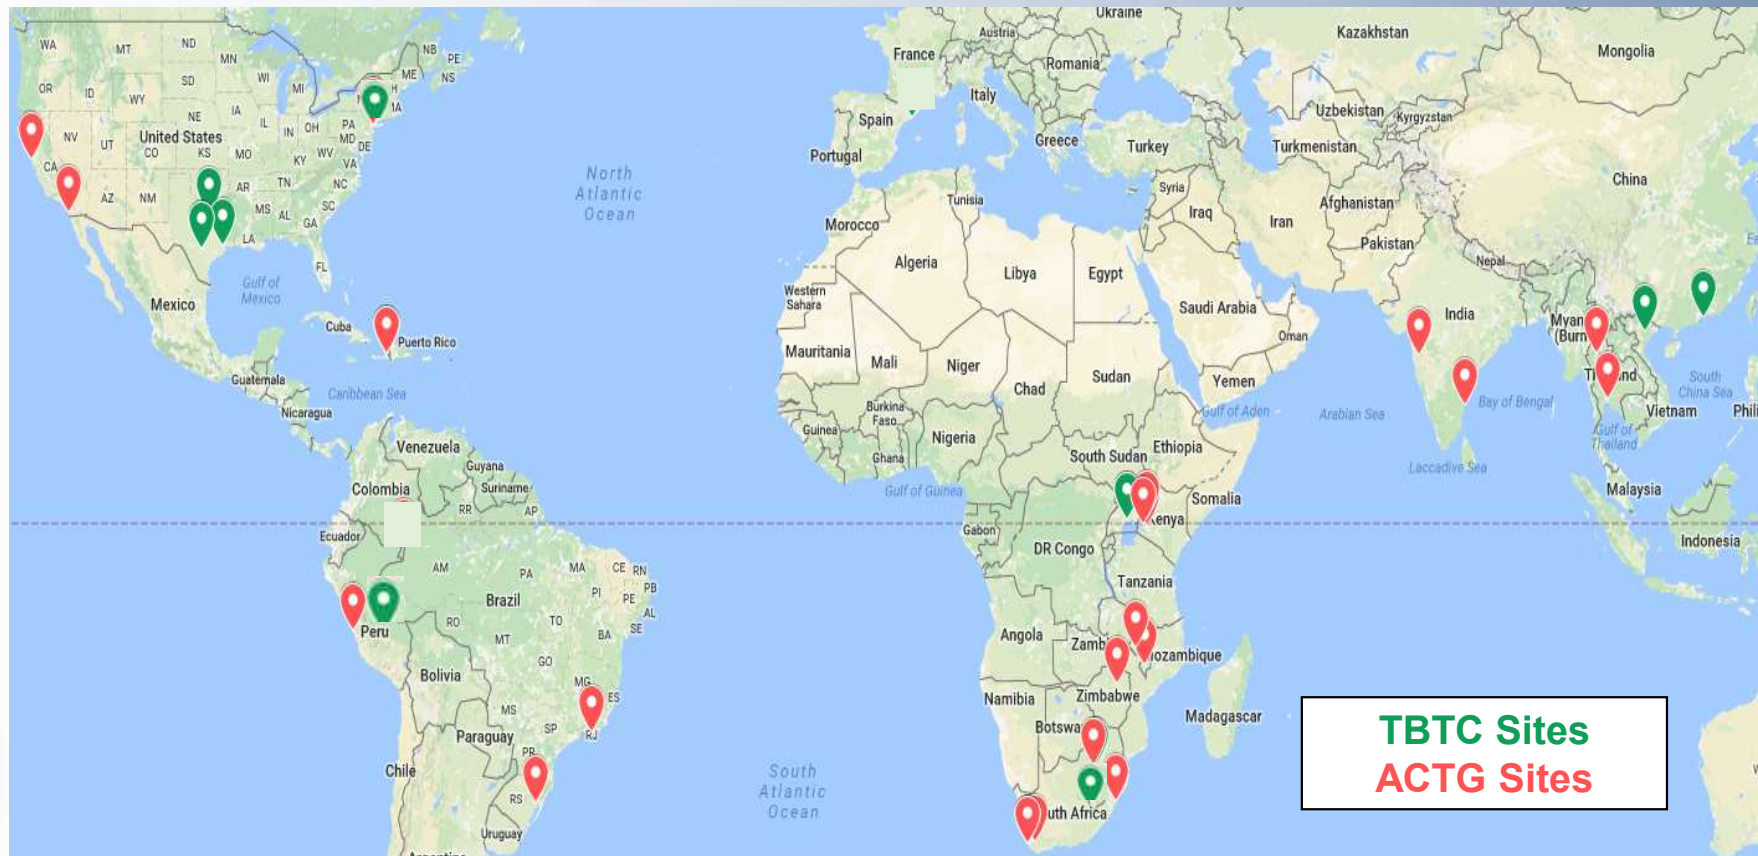 Ukraine
WA
MT
ND
MN
NB
PE
Austria
Kazakhstan
France
Mongolia
OR
ID
SD
WI
MI
ME
NS
Romania
WY
Italy
Uzbekistan
Kyrgyzstan
NE
IA
IL
IN
OH
PA
MA
Spain
NV
UT
United States
CO
KS
MO
KY
WV
MD
DE
VA
Portugal
Greece
Turkey
Turkmenistan
CA
AZ
NM
AR
TN
NC
North
Atlantic
Ocean
China
Syria
Afghanistan
MS
AL
GA
SC
LA
Tunisia
Morocco
Iraq
Iran
Pakistan
FL
Algeria
Libya
Egypt
Nepal
Gulf of
Mexico
Western
Sahara
Mexico
Saudi Arabia
India
Cuba
Puerto Rico
Oman
Mauritania
Mali
Niger
Chad
Sudan
Yemen
Guatemala
Caribbean Sea
Nicaragua
Burkina
Faso
Gulf of Aden
Arabian Sea
Bay of Bengal
South
China Sea
Vietnam
Guinea
Ghana
Nigeria
Gulf of
Thailand
Venezuela
Guyana
Suriname
South Sudan
Ethiopia
Laccadive Sea
Colombia
Gulf of Guinea
Somalia
Malaysia
RR
AP
Ecuador
Gabon
Indonesia
DR Congo
AM
PA
MA
CE
RN
Tanzania
Peru
Brazil
PI
PE
PB
AL
RO
TO
BA
SE
MT
Angola
Mozambique
GO
Bolivia
MG
ES
Namibia
Zimbabwe
Madagascar
MS
SP
RJ
Paraguay
PR
TBTC Sites
Chile
South
Atlantic
Ocean
ACTG Sites
RS
Uruguay